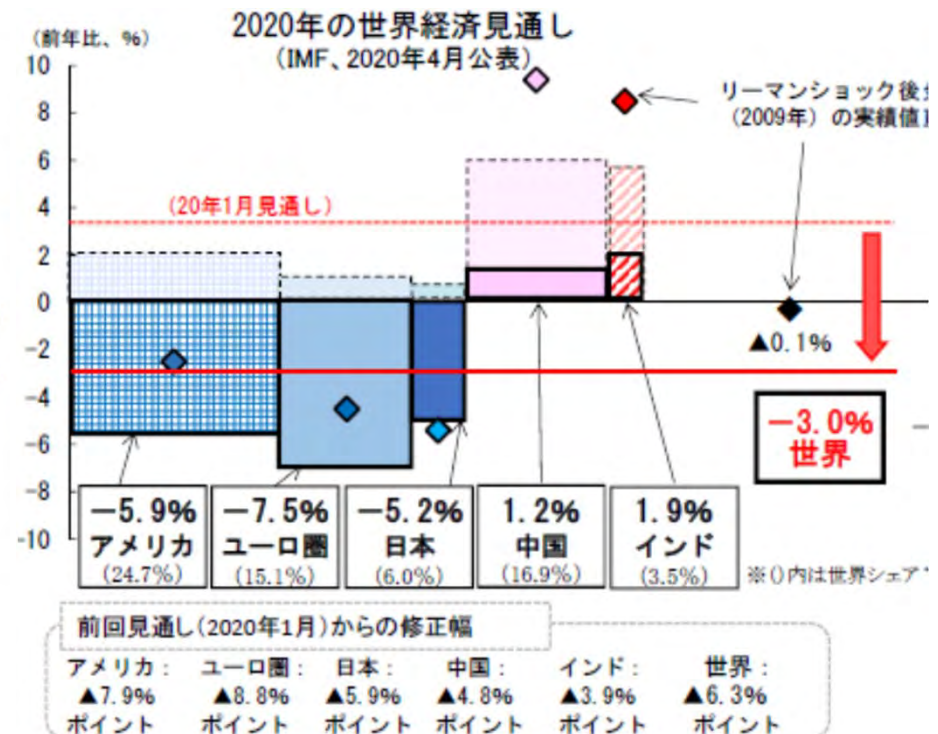 2020年の世界経済見通し
(IMF、2020年4月公表)
(前年比、%)
10
8
6
4
2
0
-2
-4
-6
-8
-10
リーマンショック後
(2009年) の実績値
(20年1月見通し)
▲0.1%
－3.0%
世界
－5.9%
アメリカ
(24.7%)
－7.5%
ユーロ圏
(15.1%)
－5.2%
日本
(6.0%)
1.2%
中国
(16.9%)
1.9%
インド
(3.5%)
※()内は世界シェア
前回見通し(2020年1月)からの修正幅
アメリカ： ユーロ圏： 日本： 中国： インド： 世界：
▲7.9% ▲8.8% ▲5.9% ▲4.8% ▲3.9% ▲6.3%
ポイント ポイント ポイント ポイント ポイント ポイント